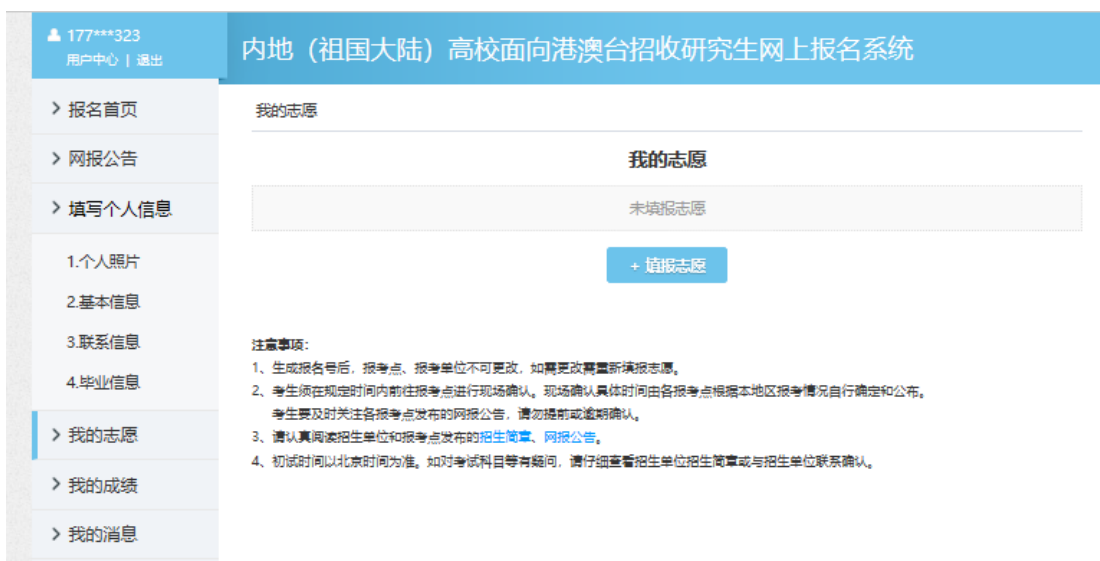 177***323
用户中心 | 退出
内地（祖国大陆）高校面向港澳台招收研究生网上报名系统
报名首页
网报公告
填写个人信息
1.个人照片
2.基本信息
3.联系信息
4.毕业信息
我的志愿
我的成绩
我的消息
我的志愿
我的志愿
未填报志愿
+ 填报志愿
注意事项：
1、生成报名号后，报考点、报考单位不可更改，如需更改需重新填报志愿。
2、考生须在规定时间内前往报考点进行现场确认。现场确认具体时间由各报考点根据本地区报考情况自行确定和公布。
考生要及时关注各报考点发布的网报公告，请勿提前或逾期确认。
3、请认真阅读招生单位和报考点发布的招生简章、网报公告。
4、初试时间以北京时间为准。如对考试科目等有疑问，请仔细查看招生单位招生简章或与招生单位联系确认。